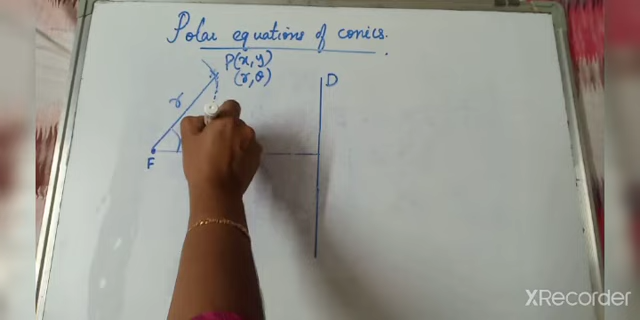 Polar equations of conics.
P(x, y)
(r, θ)
D
r
F
XRecorder